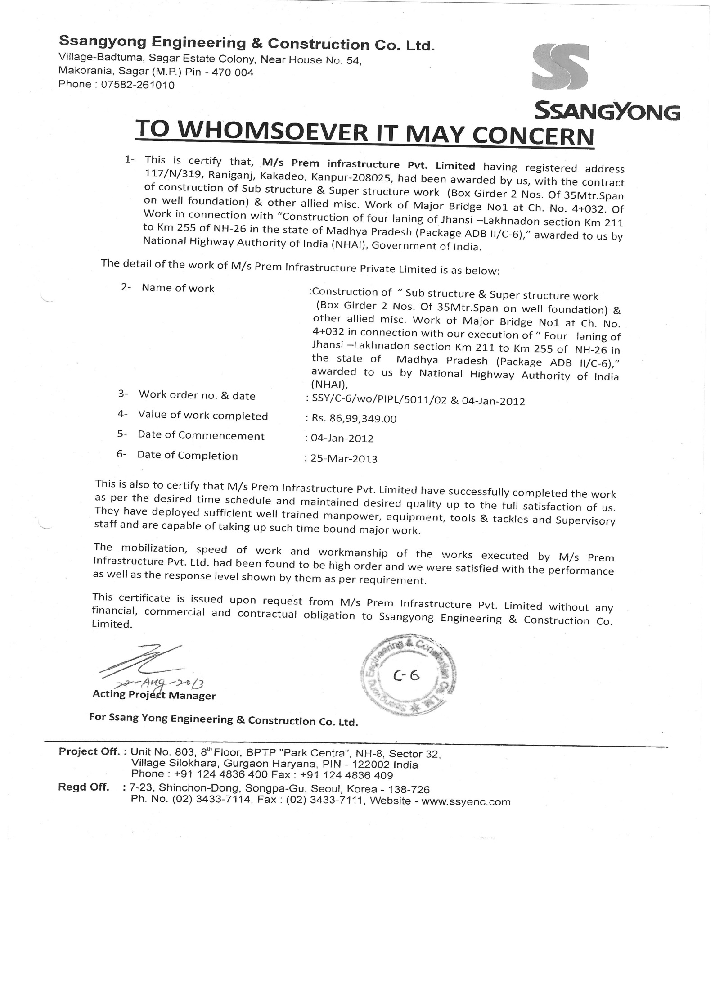 Ssangyong Engineering & Construction Co. Ltd.
Village-Badtuma, Sagar Estate Colony, Near House No. 54,
Makorania, Sagar (M.P.) Pin - 470 004
Phone : 07582-261010
SSANGYONG
TO WHOMSOEVER IT MAY CONCERN
1- This is certify that, M/s Prem infrastructure Pvt. Limited having registered address
117/N/319, Raniganj, Kakadeo, Kanpur-208025, had been awarded by us, with the contract
of construction of Sub structure & Super structure work (Box Girder 2 Nos. Of 35Mtr.Span
on well foundation) & other allied misc. Work of Major Bridge No1 at Ch. No. 4+032. Of
Work in connection with “Construction of four laning of Jhansi –Lakhnadon section Km 211
to Km 255 of NH-26 in the state of Madhya Pradesh (Package ADB II/C-6),” awarded to us by
National Highway Authority of India (NHAI), Government of India.
The detail of the work of M/s Prem Infrastructure Private Limited is as below:
2- Name of work :Construction of “ Sub structure & Super structure work
(Box Girder 2 Nos. Of 35Mtr.Span on well foundation) &
other allied misc. Work of Major Bridge No1 at Ch. No.
4+032 in connection with our execution of “ Four laning of
Jhansi –Lakhnadon section Km 211 to Km 255 of NH-26 in
the state of Madhya Pradesh (Package ADB II/C-6),”
awarded to us by National Highway Authority of India
(NHAI),
3- Work order no. & date : SSY/C-6/wo/PIPL/5011/02 & 04-Jan-2012
4- Value of work completed : Rs. 86,99,349.00
5- Date of Commencement : 04-Jan-2012
6- Date of Completion : 25-Mar-2013
This is also to certify that M/s Prem Infrastructure Pvt. Limited have successfully completed the work
as per the desired time schedule and maintained desired quality up to the full satisfaction of us.
They have deployed sufficient well trained manpower, equipment, tools & tackles and Supervisory
staff and are capable of taking up such time bound major work.
The mobilization, speed of work and workmanship of the works executed by M/s Prem
Infrastructure Pvt. Ltd. had been found to be high order and we were satisfied with the performance
as well as the response level shown by them as per requirement.
This certificate is issued upon request from M/s Prem Infrastructure Pvt. Limited without any
financial, commercial and contractual obligation to Ssangyong Engineering & Construction Co.
Limited.
Ssangyong Engineering & Construction Co. Ltd.
C-6
22-Aug-2013
Acting Project Manager
For Ssang Yong Engineering & Construction Co. Ltd.
Project Off. : Unit No. 803, 8th Floor, BPTP "Park Centra", NH-8, Sector 32,
Village Silokhara, Gurgaon Haryana, PIN - 122002 India
Phone : +91 124 4836 400 Fax : +91 124 4836 409
Regd Off. : 7-23, Shinchon-Dong, Songpa-Gu, Seoul, Korea - 138-726
Ph. No. (02) 3433-7114, Fax : (02) 3433-7111, Website - www.ssyenc.com